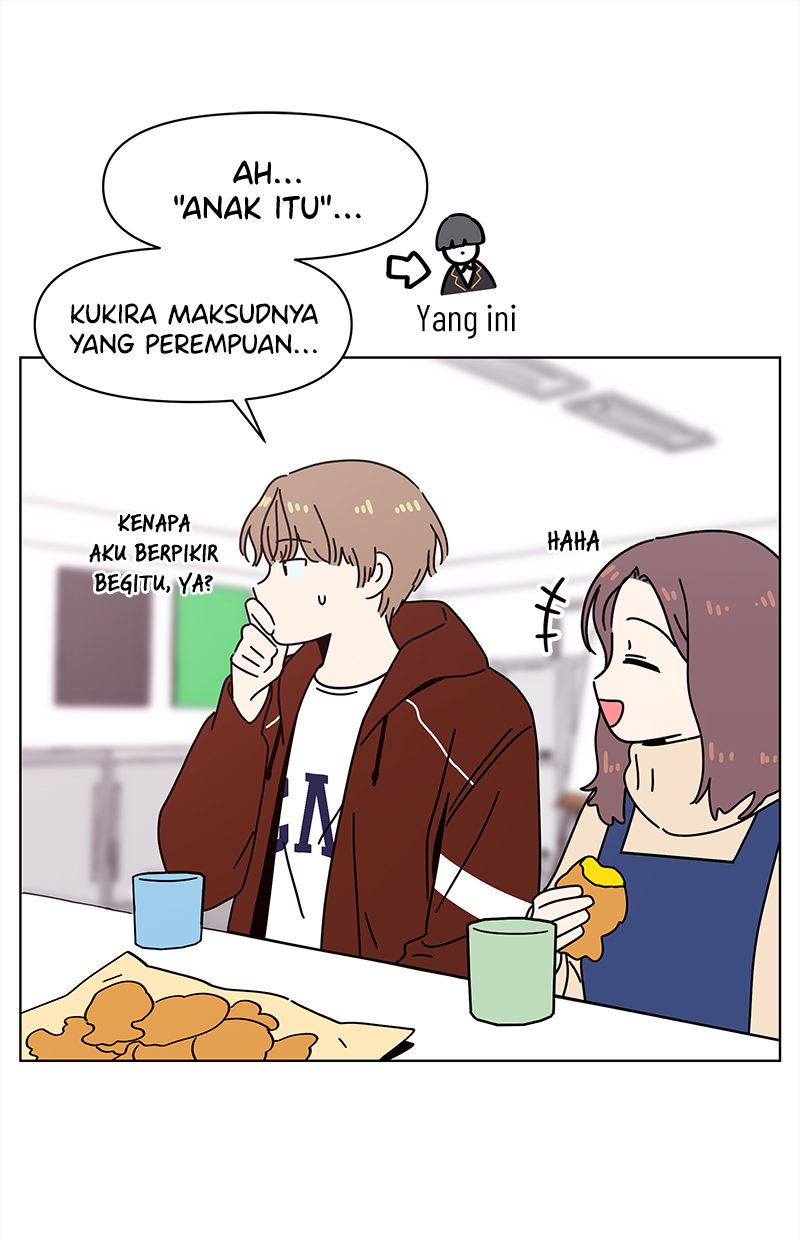 AH...
"ANAK ITU"...
KUKIRA MAKSUDNYA
YANG PEREMPUAN...
Yang ini
KENAPA
AKU BERPIKIR
BEGITU, YA?
HAHA